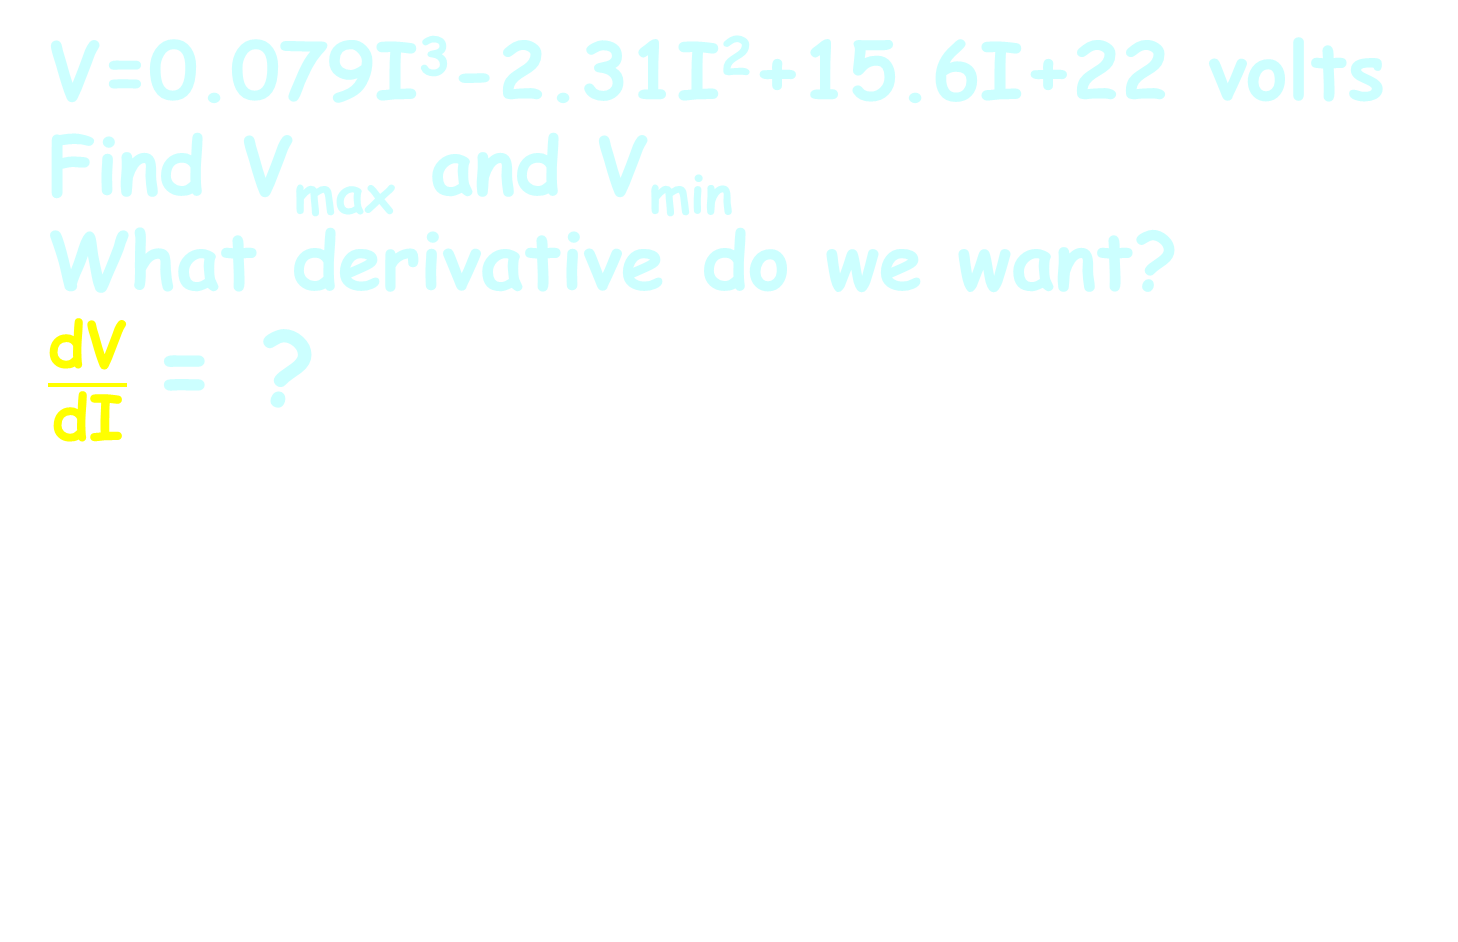 V=0.079I³-2.31I²+15.6I+22 volts
Find Vmax and Vmin
What derivative do we want?
dV
dI = ?